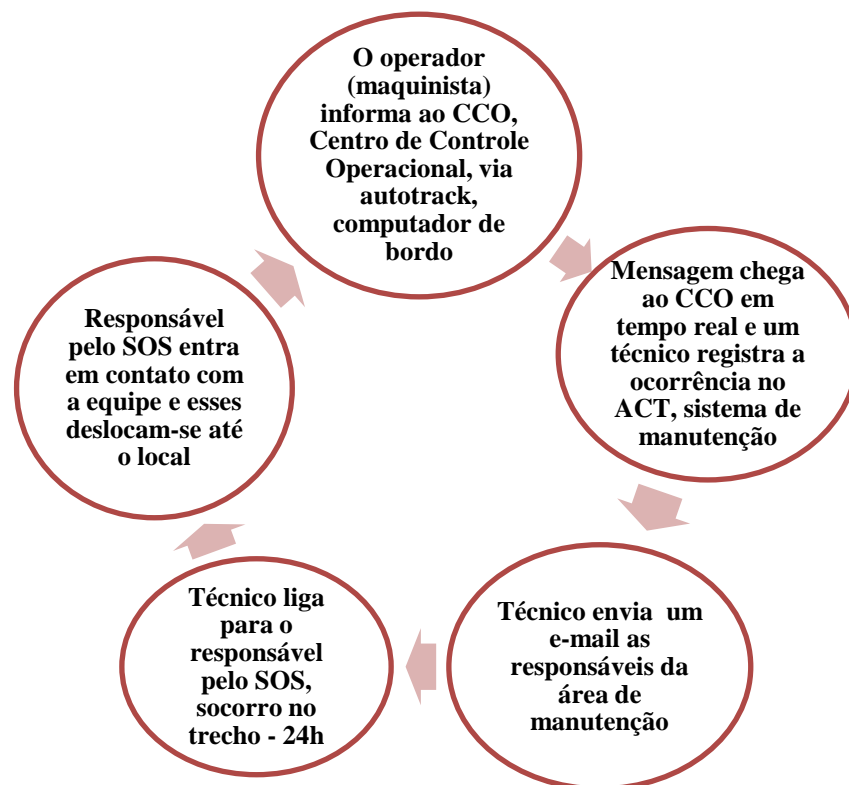 O operador
(maquinista)
informa ao CCO,
Centro de Controle
Operacional, via
autotrack,
computador de
bordo
Mensagem chega
ao CCO em
tempo real e um
técnico registra a
ocorrência no
ACT, sistema de
manutenção
Técnico envia um
e-mail as
responsáveis da
área de
manutenção
Técnico liga
para o
responsável
pelo SOS,
socorro no
trecho - 24h
Responsável
pelo SOS entra
em contato com
a equipe e esses
deslocam-se até
o local